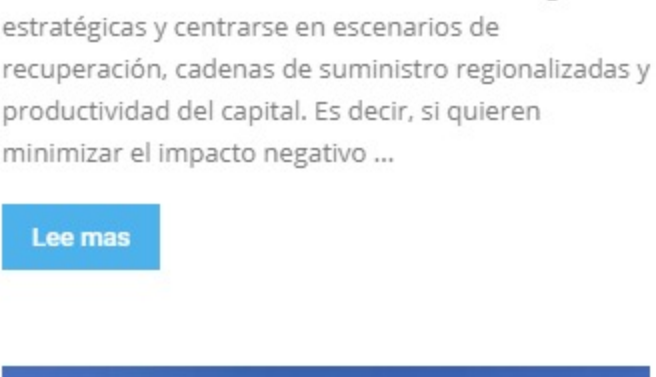 estratégicas y centrarse en escenarios de
recuperación, cadenas de suministro regionalizadas y
productividad del capital. Es decir, si quieren
minimizar el impacto negativo ...
Lee mas